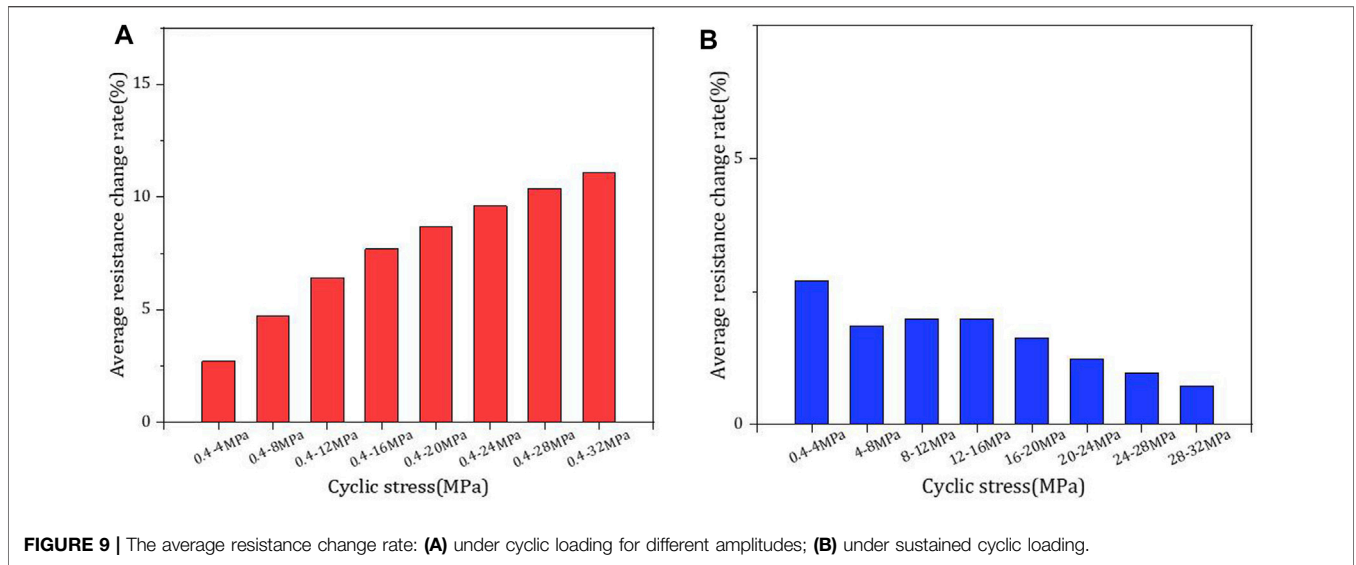 A
Average resistance change rate(%)
15
10
5
0
0.4-4MPa
0.4-8MPa
0.4-12MPa
0.4-16MPa
0.4-20MPa
0.4-24MPa
0.4-28MPa
0.4-32MPa
Cyclic stress(MPa)
B
Average resistance change rate(%)
5
0
0.4-4MPa
4-8MPa
8-12MPa
12-16MPa
16-20MPa
20-24MPa
24-28MPa
28-32MPa
Cyclic stress(MPa)
FIGURE 9 | The average resistance change rate: (A) under cyclic loading for different amplitudes; (B) under sustained cyclic loading.